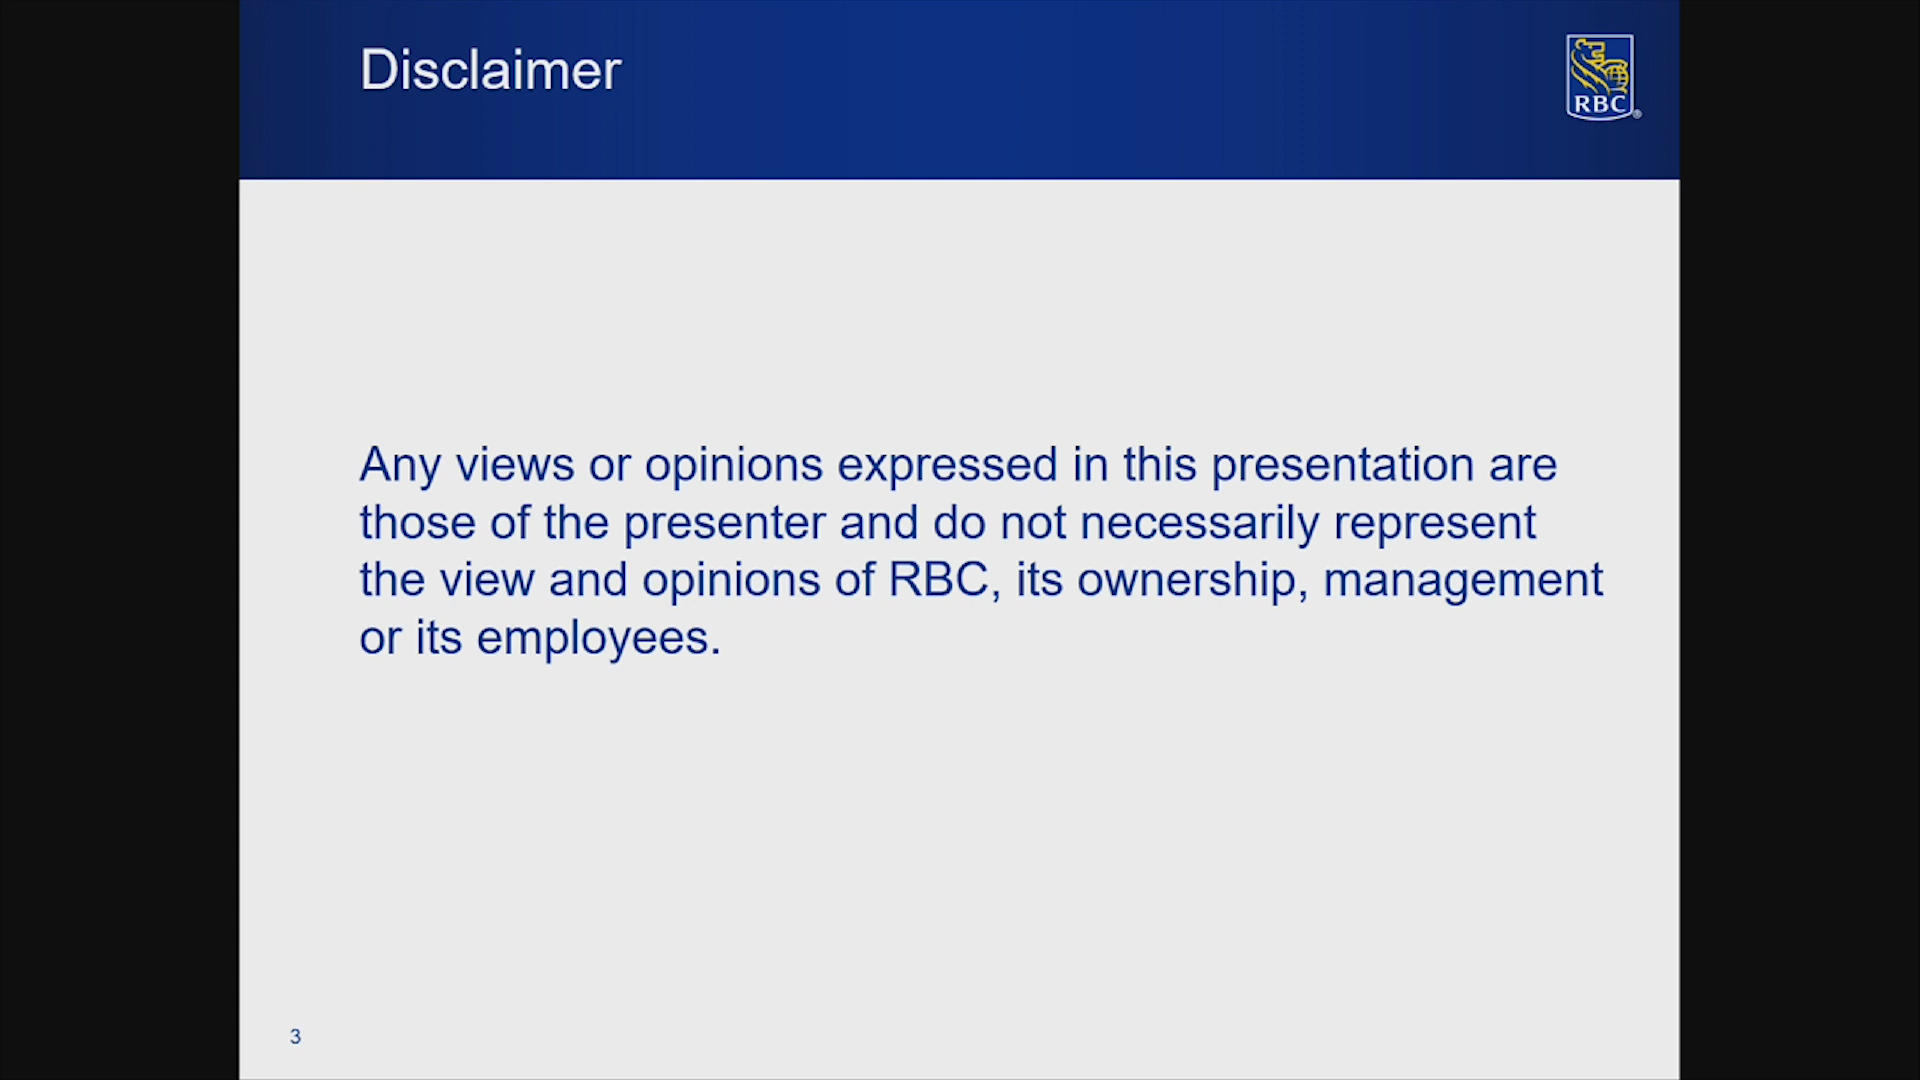 Disclaimer
RBC®
Any views or opinions expressed in this presentation are
those of the presenter and do not necessarily represent
the view and opinions of RBC, its ownership, management
or its employees.
3